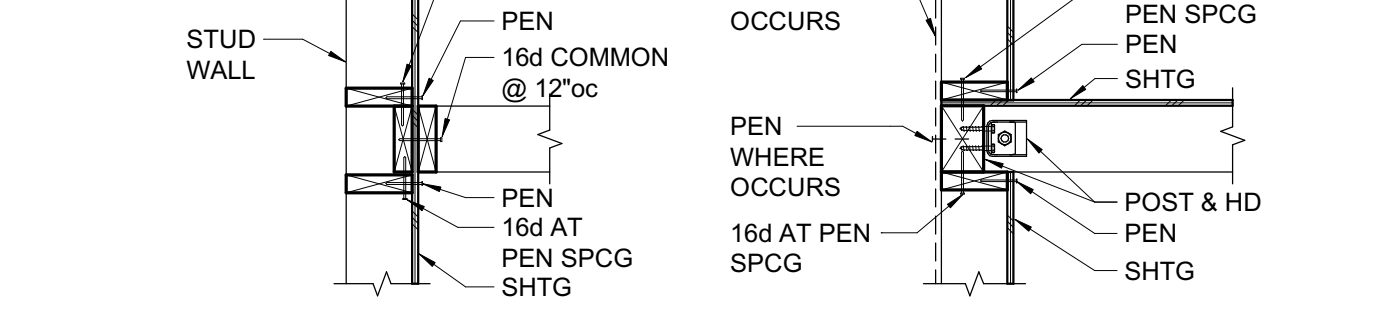 PEN
STUD
WALL
16d COMMON
@ 12"oc
PEN
16d AT
PEN SPCG
SHTG
OCCURS
PEN SPCG
PEN
SHTG
PEN
WHERE
OCCURS
16d AT PEN
SPCG
POST & HD
PEN
SHTG